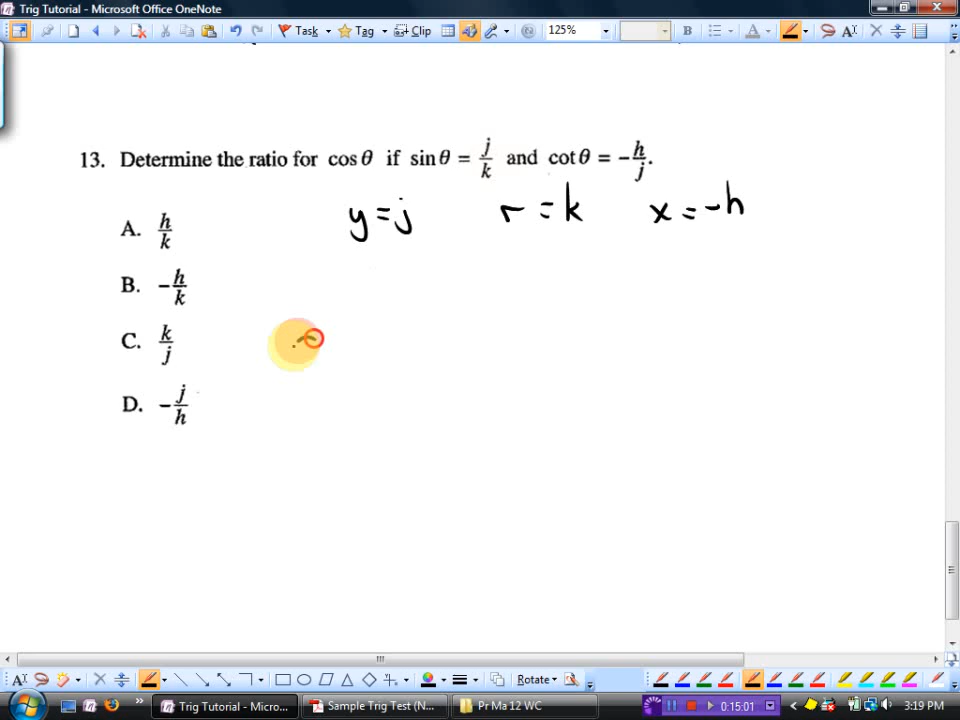 Trig Tutorial - Microsoft Office OneNote
Task Tag Clip 125% B A A
13. Determine the ratio for cos θ if sin θ = j/k and cot θ = -h/j.
y = j r = k x = -h
A. h/k
B. -h/k
C. k/j
D. -j/h
A Rotate
Trig Tutorial - Micro... Sample Trig Test (N... Pr Ma 12 WC 0:15:01 3:19 PM